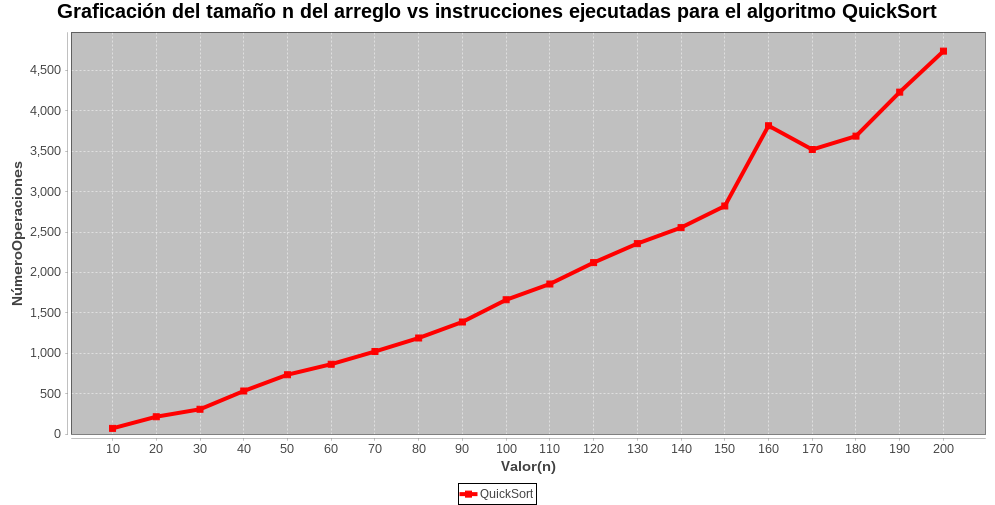 Graficación del tamaño n del arreglo vs instrucciones ejecutadas para el algoritmo QuickSort
NúmeroOperaciones
4,500
4,000
3,500
3,000
2,500
2,000
1,500
1,000
500
0
10 20 30 40 50 60 70 80 90 100 110 120 130 140 150 160 170 180 190 200
Valor(n)
QuickSort